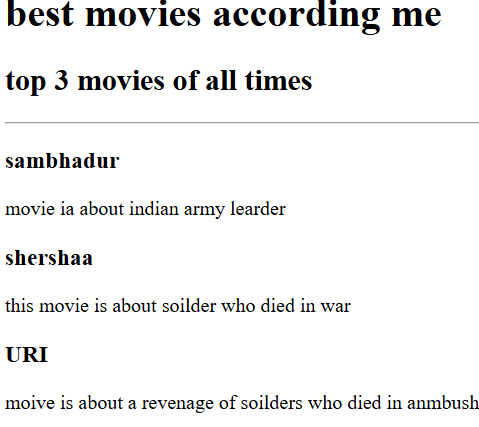 best movies according me
top 3 movies of all times
sambhadur
movie ia about indian army learder
shershaa
this movie is about soilder who died in war
URI
moive is about a revenage of soilders who died in anmbush